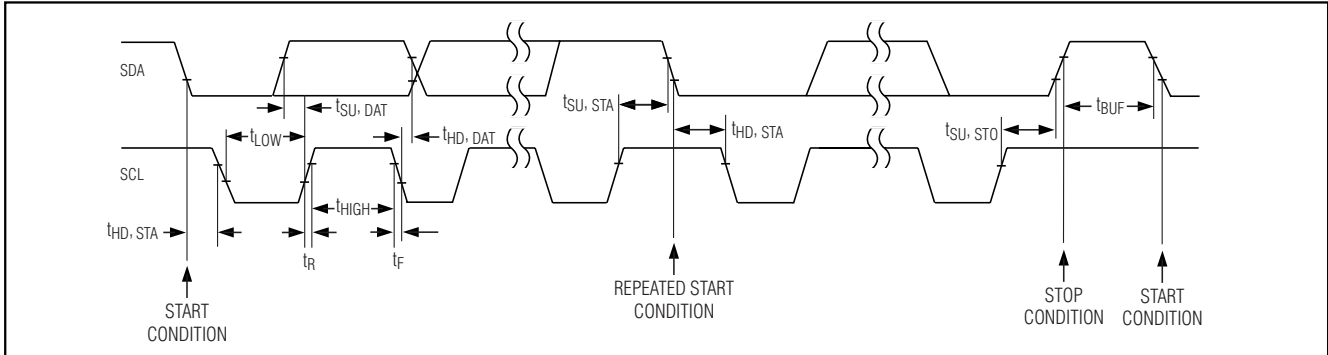 SDA
tSU, DAT
tSU, STA
tBUF
tLOW
tHD, DAT
tHD, STA
tSU, STO
SCL
tHIGH
tHD, STA
tR
tF
START
CONDITION
REPEATED START
CONDITION
STOP
CONDITION
START
CONDITION